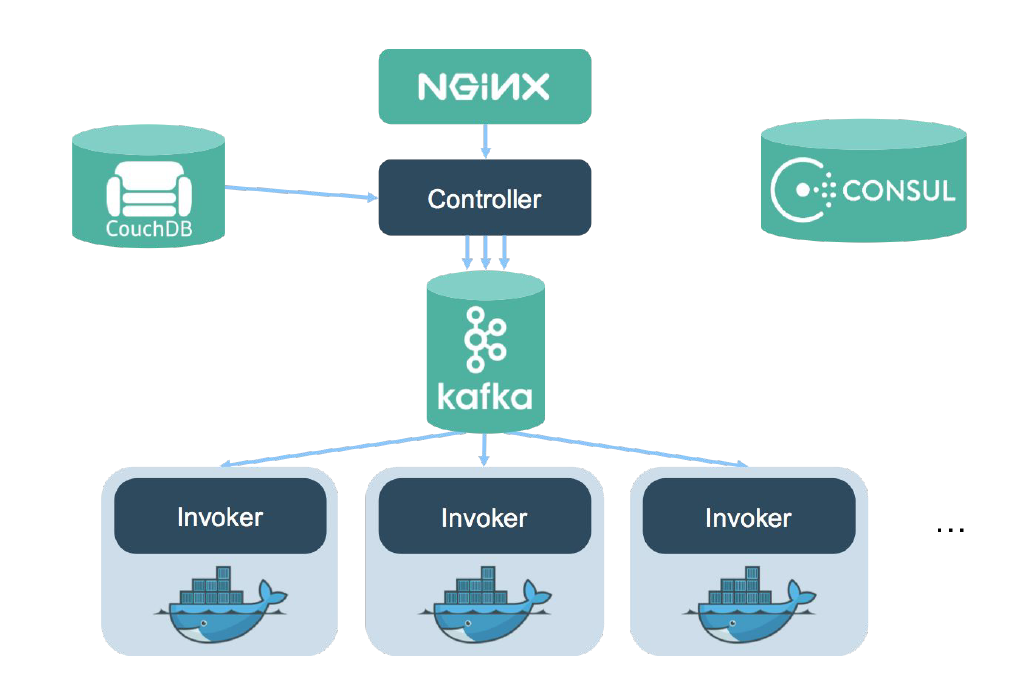 NGINX
CouchDB
Controller
CONSUL
kafka
Invoker
Invoker
Invoker
...